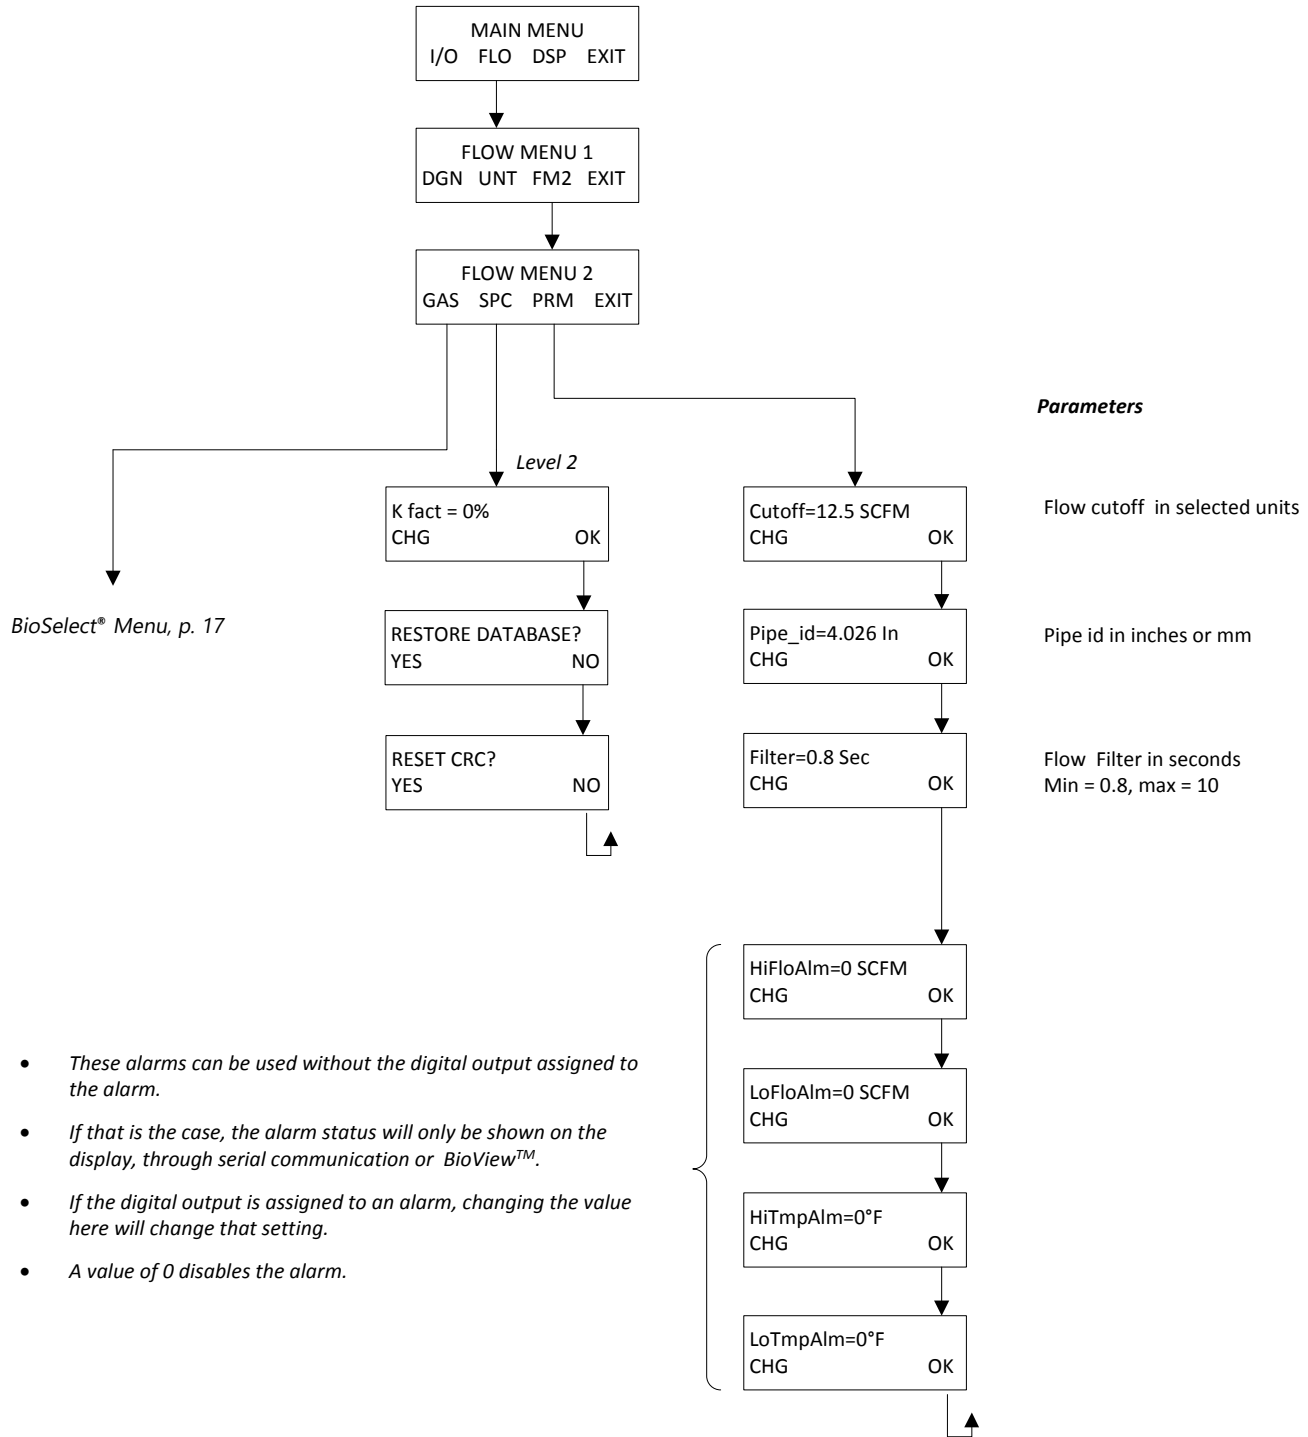 MAIN MENU
I/O FLO DSP EXIT
FLOW MENU 1
DGN UNT FM2 EXIT
FLOW MENU 2
GAS SPC PRM EXIT
Parameters
Level 2
BioSelect® Menu, p. 17
K fact = 0%
CHG OK
RESTORE DATABASE?
YES NO
RESET CRC?
YES NO
Cutoff=12.5 SCFM
CHG OK
Flow cutoff in selected units
Pipe_id=4.026 In
CHG OK
Pipe id in inches or mm
Filter=0.8 Sec
CHG OK
Flow Filter in seconds
Min = 0.8, max = 10
HiFloAlm=0 SCFM
CHG OK
LoFloAlm=0 SCFM
CHG OK
HiTmpAlm=0°F
CHG OK
LoTmpAlm=0°F
CHG OK
• These alarms can be used without the digital output assigned to
the alarm.
• If that is the case, the alarm status will only be shown on the
display, through serial communication or BioView™.
• If the digital output is assigned to an alarm, changing the value
here will change that setting.
• A value of 0 disables the alarm.